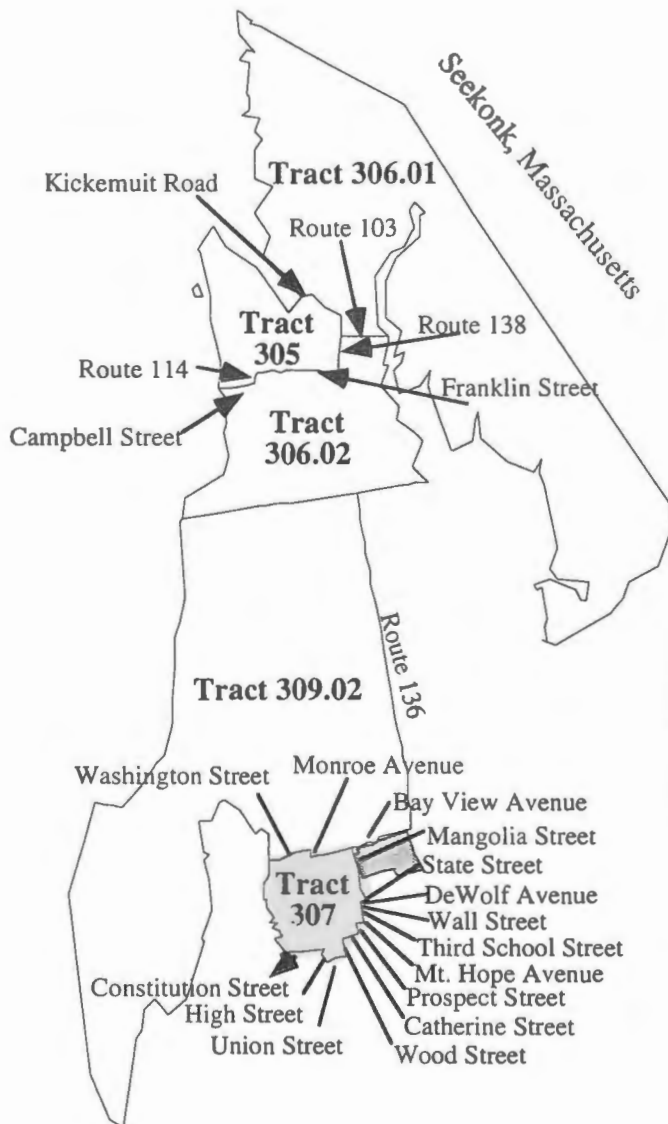 Seekonk, Massachusetts
Tract 306.01
Kickemuit Road
Route 103
Tract
305
Route 138
Route 114
Franklin Street
Campbell Street
Tract
306.02
Route 136
Tract 309.02
Monroe Avenue
Washington Street
Bay View Avenue
Mangolia Street
State Street
Tract
307
DeWolf Avenue
Wall Street
Third School Street
Mt. Hope Avenue
Constitution Street
Prospect Street
High Street
Catherine Street
Union Street
Wood Street